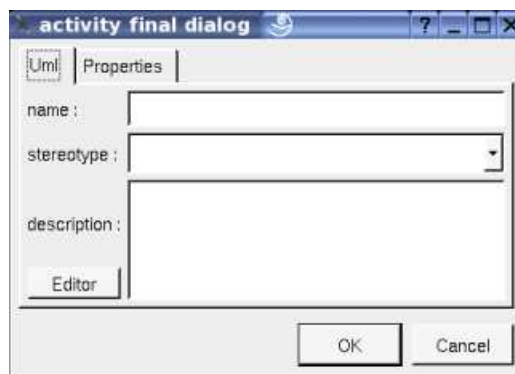 activity final dialog
Uml Properties
name :
stereotype :
description :
Editor
OK Cancel